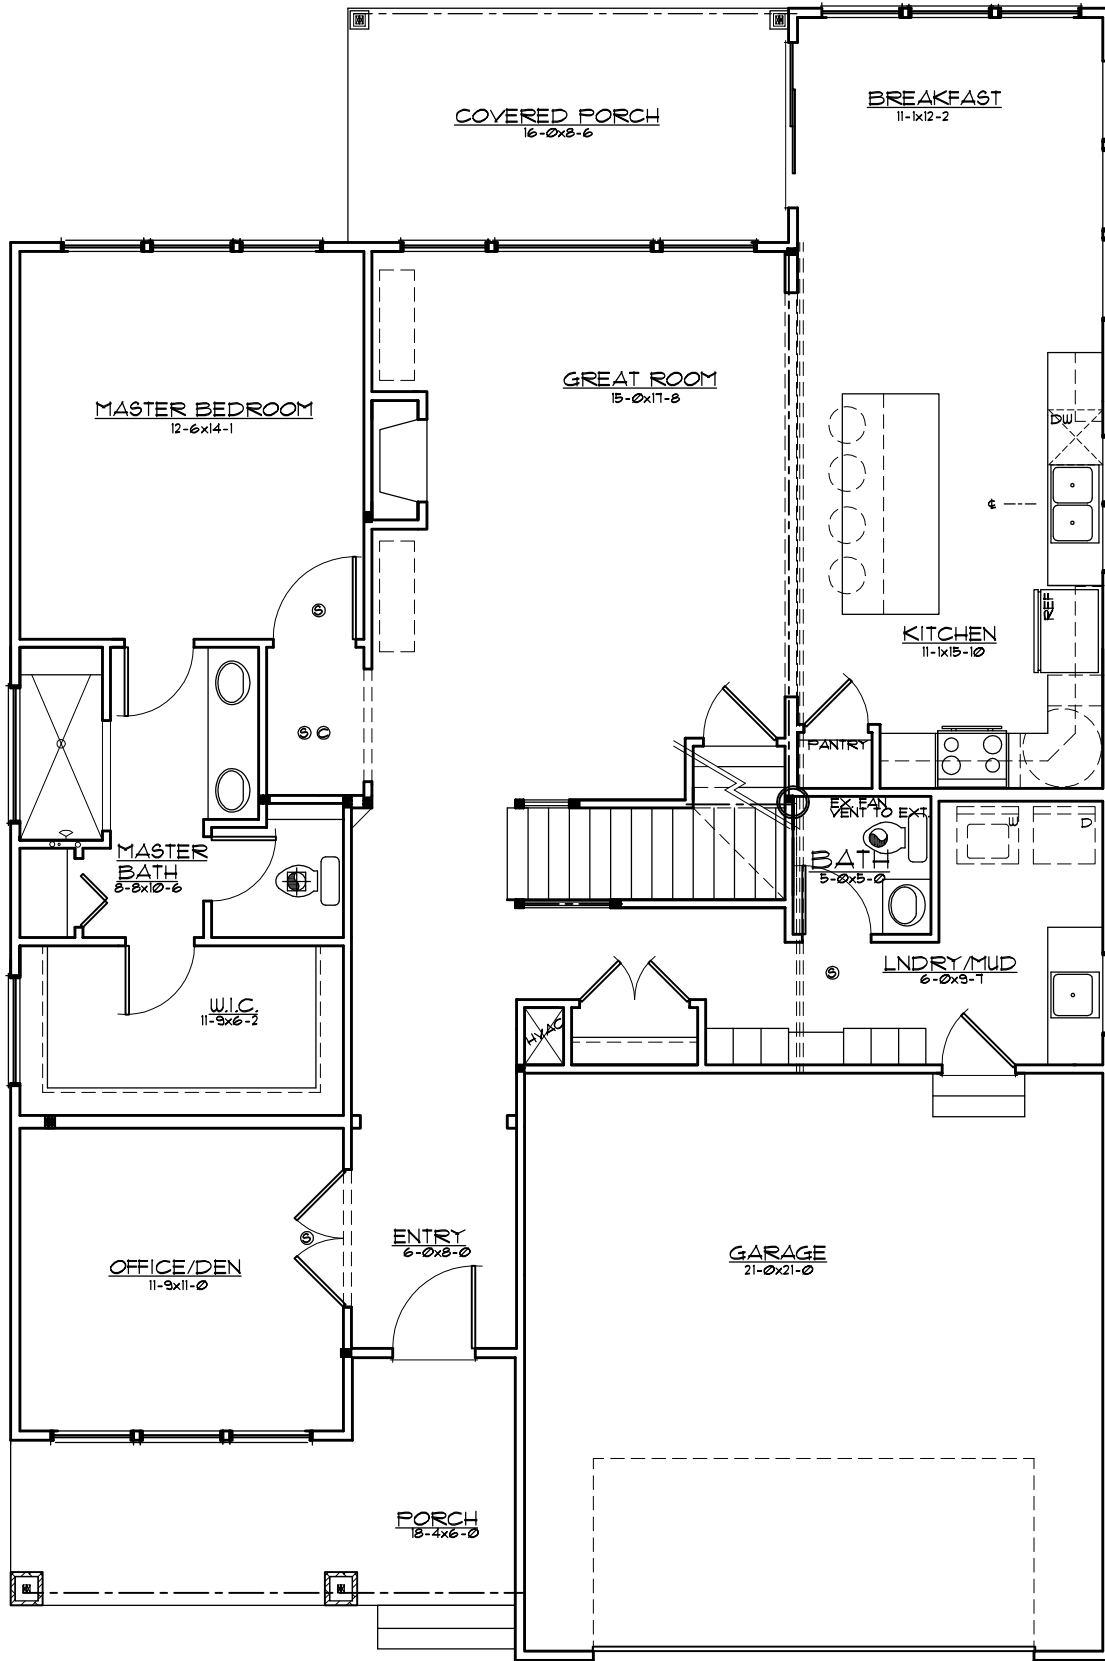 COVERED PORCH
16-0x8-6
BREAKFAST
11-1x12-2
MASTER BEDROOM
12-6x14-1
GREAT ROOM
15-0x17-8
DW
REF
KITCHEN
11-1x15-10
S
S C
PANTRY
EX. FAN
VENT TO EXT.
W
D
MASTER
BATH
8-8x10-6
BATH
5-0x5-0
LNDRY/MUD
6-0x9-7
S
W.I.C.
11-9x6-2
HVAC
ENTRY
6-0x8-0
S
OFFICE/DEN
11-9x11-0
GARAGE
21-0x21-0
PORCH
18-4x6-0